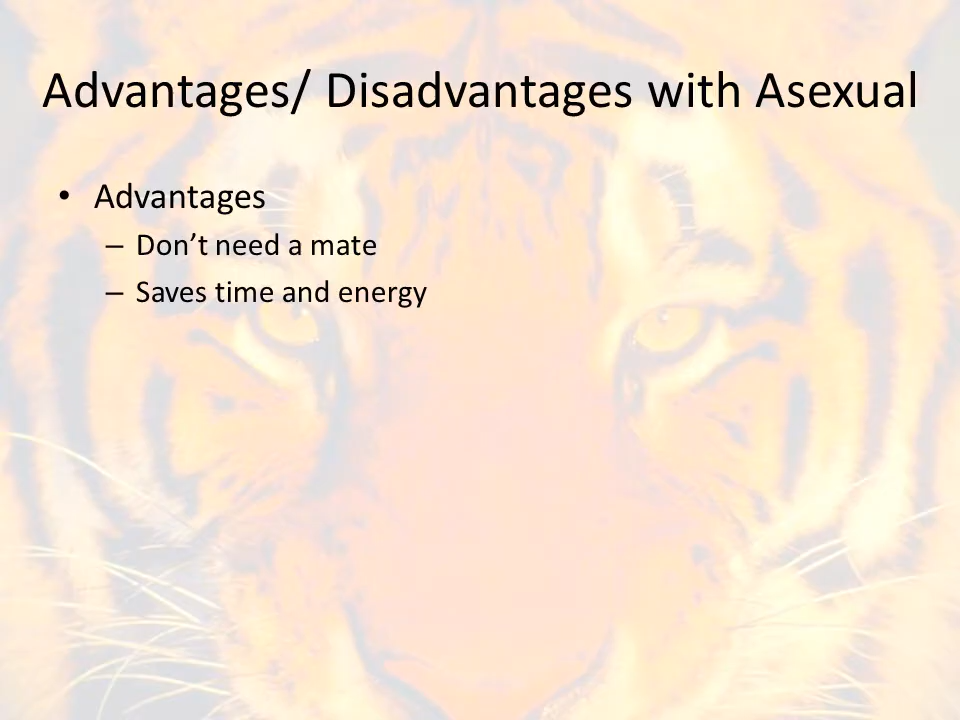 Advantages/ Disadvantages with Asexual
• Advantages
– Don’t need a mate
– Saves time and energy